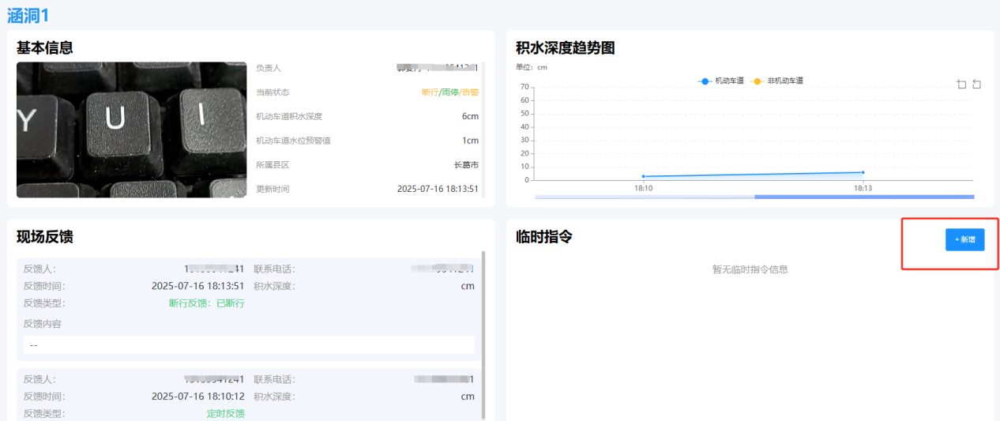 涵洞1
基本信息
Y U I
负责人
当前状态 断行/雨停/告警
机动车道积水深度 6cm
机动车道水位预警值 1cm
所属县区 长葛市
更新时间 2025-07-16 18:13:51
积水深度趋势图
单位: cm
机动车道 非机动车道
70
60
50
40
30
20
10
0
18:10 18:13
现场反馈
反馈人: 联系电话:
反馈时间: 2025-07-16 18:13:51 积水深度: cm
反馈类型: 断行反馈: 已断行
反馈内容
--
反馈人: 联系电话:
反馈时间: 2025-07-16 18:10:12 积水深度: cm
反馈类型: 定时反馈
临时指令
+ 新增
暂无临时指令信息